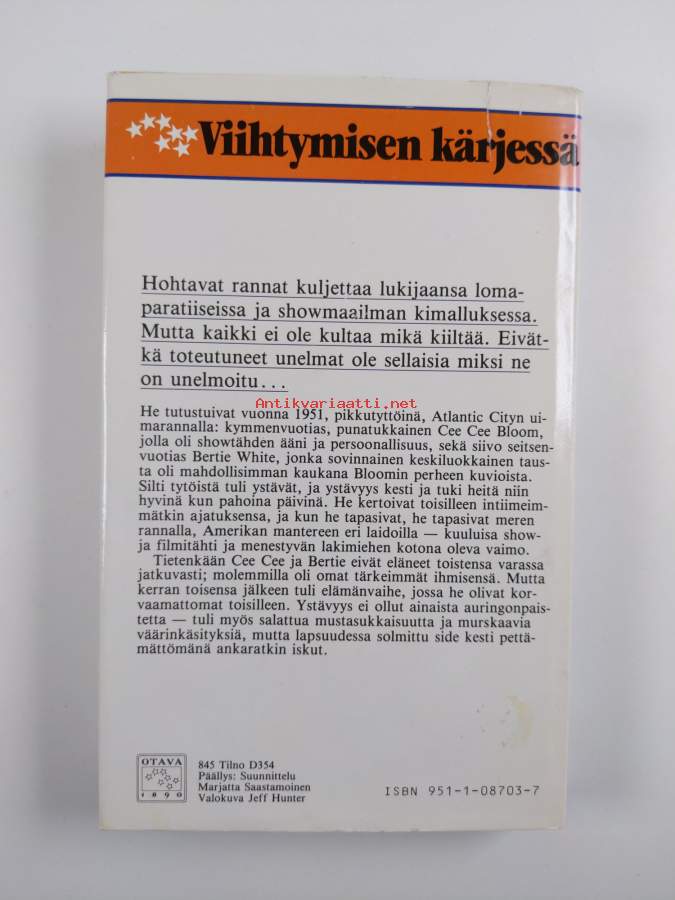 Viihtymisen kärjessä
Hohtavat rannat kuljettaa lukijaansa loma-
paratiiseissa ja showmaailman kimalluksessa.
Mutta kaikki ei ole kultaa mikä kiiltää. Eivät-
kä toteutuneet unelmat ole sellaisia miksi ne
on unelmoitu...
Antikvariaatti.net
He tutustuivat vuonna 1951, pikkutyttöinä, Atlantic Cityn ui-
marannalla: kymmenvuotias, punatukkainen Cee Cee Bloom,
jolla oli showtähden ääni ja persoonallisuus, sekä siivo seitsen-
vuotias Bertie White, jonka sovinnainen keskiluokkainen taus-
ta oli mahdollisimman kaukana Bloomin perheen kuvioista.
Silti tytöistä tuli ystävät, ja ystävyys kesti ja tuki heitä niin
hyvinä kun pahoina päivinä. He kertoivat toisilleen intiimeim-
mätkin ajatuksensa, ja kun he tapasivat, he tapasivat meren
rannalla, Amerikan mantereen eri laidoilla — kuuluisa show-
ja filmitähti ja menestyvän lakimiehen kotona oleva vaimo.
Tietenkään Cee Cee ja Bertie eivät eläneet toistensa varassa
jatkuvasti; molemmilla oli omat tärkeimmät ihmisensä. Mutta
kerran toisensa jälkeen tuli elämänvaihe, jossa he olivat kor-
vaamattomat toisilleen. Ystävyys ei ollut ainaista auringonpais-
tetta — tuli myös salattua mustasukkaisuutta ja murskaavia
väärinkäsityksiä, mutta lapsuudessa solmittu side kesti pettä-
mättömänä ankaratkin iskut.
OTAVA
1890
845 Tilno D354
Päällys: Suunnittelu
Marjatta Saastamoinen
Valokuva Jeff Hunter
ISBN 951-1-08703-7